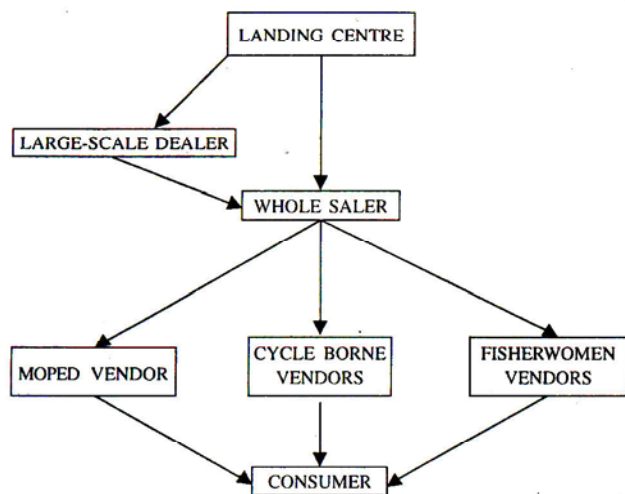 LANDING CENTRE
LARGE-SCALE DEALER
WHOLE SALER
MOPED VENDOR
CYCLE BORNE
VENDORS
FISHERWOMEN
VENDORS
CONSUMER